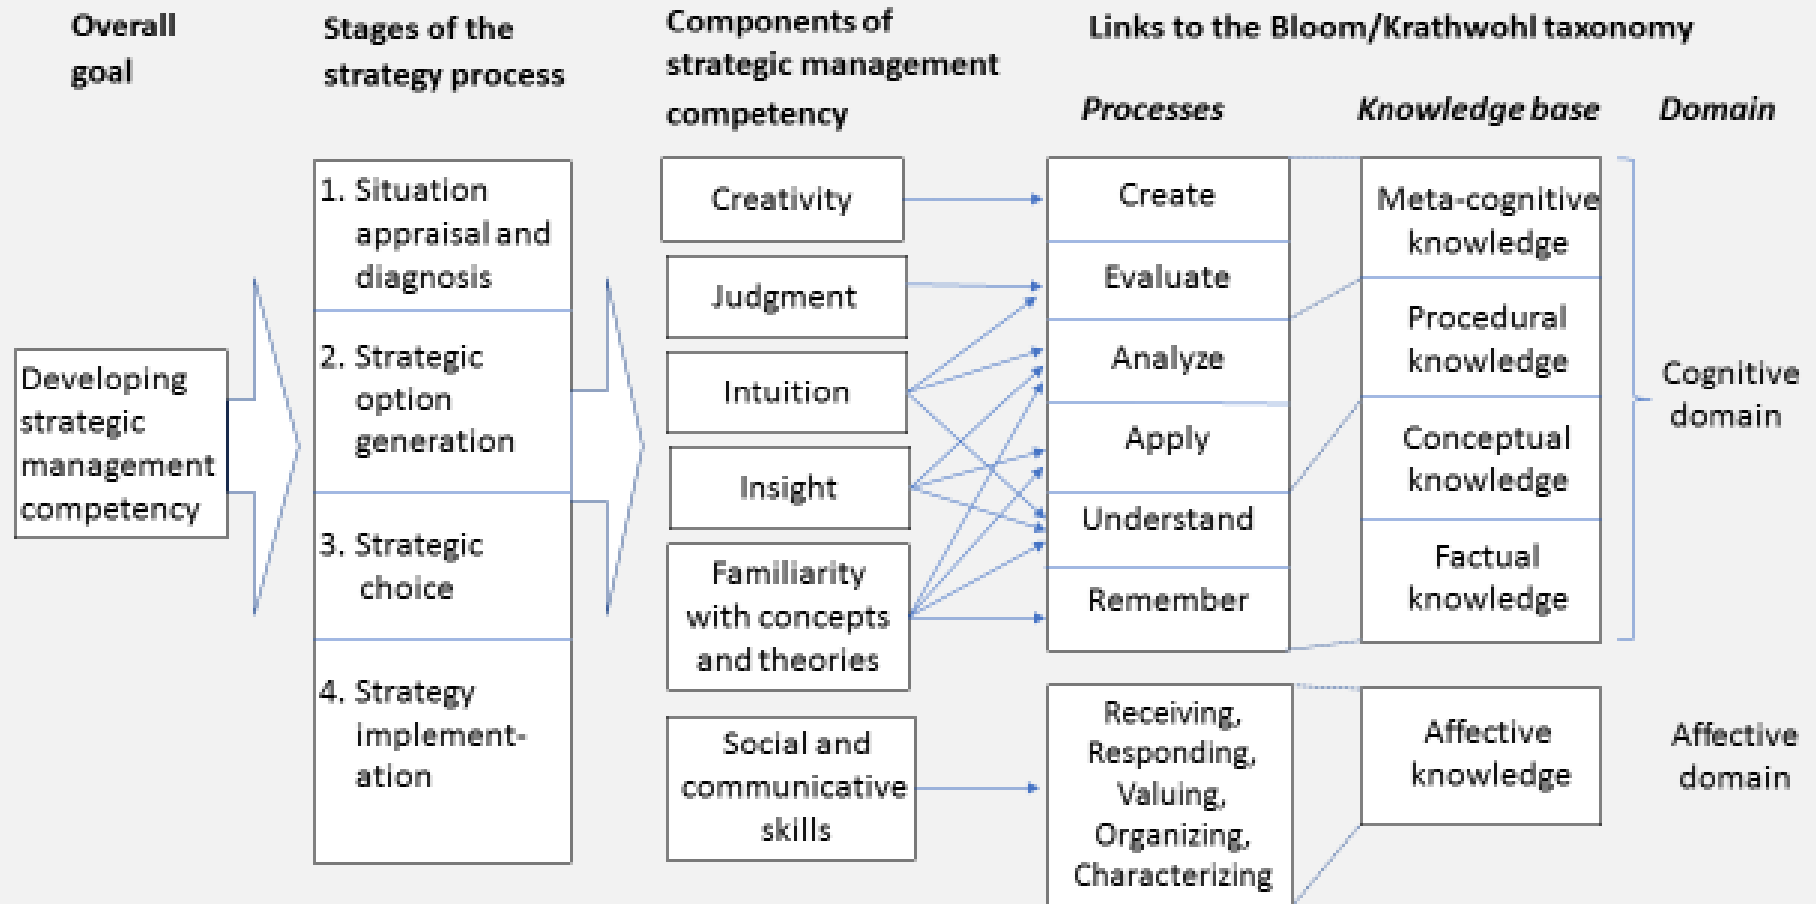 Overall
goal
Stages of the
strategy process
Components of
strategic management
competency
Links to the Bloom/Krathwohl taxonomy
Processes
Knowledge base
Domain
Developing
strategic
management
competency
1. Situation
appraisal and
diagnosis
2. Strategic
option
generation
3. Strategic
choice
4. Strategy
implement-
ation
Creativity
Judgment
Intuition
Insight
Familiarity
with concepts
and theories
Social and
communicative
skills
Create
Evaluate
Analyze
Apply
Understand
Remember
Receiving,
Responding,
Valuing,
Organizing,
Characterizing
Meta-cognitive
knowledge
Procedural
knowledge
Conceptual
knowledge
Factual
knowledge
Affective
knowledge
Cognitive
domain
Affective
domain